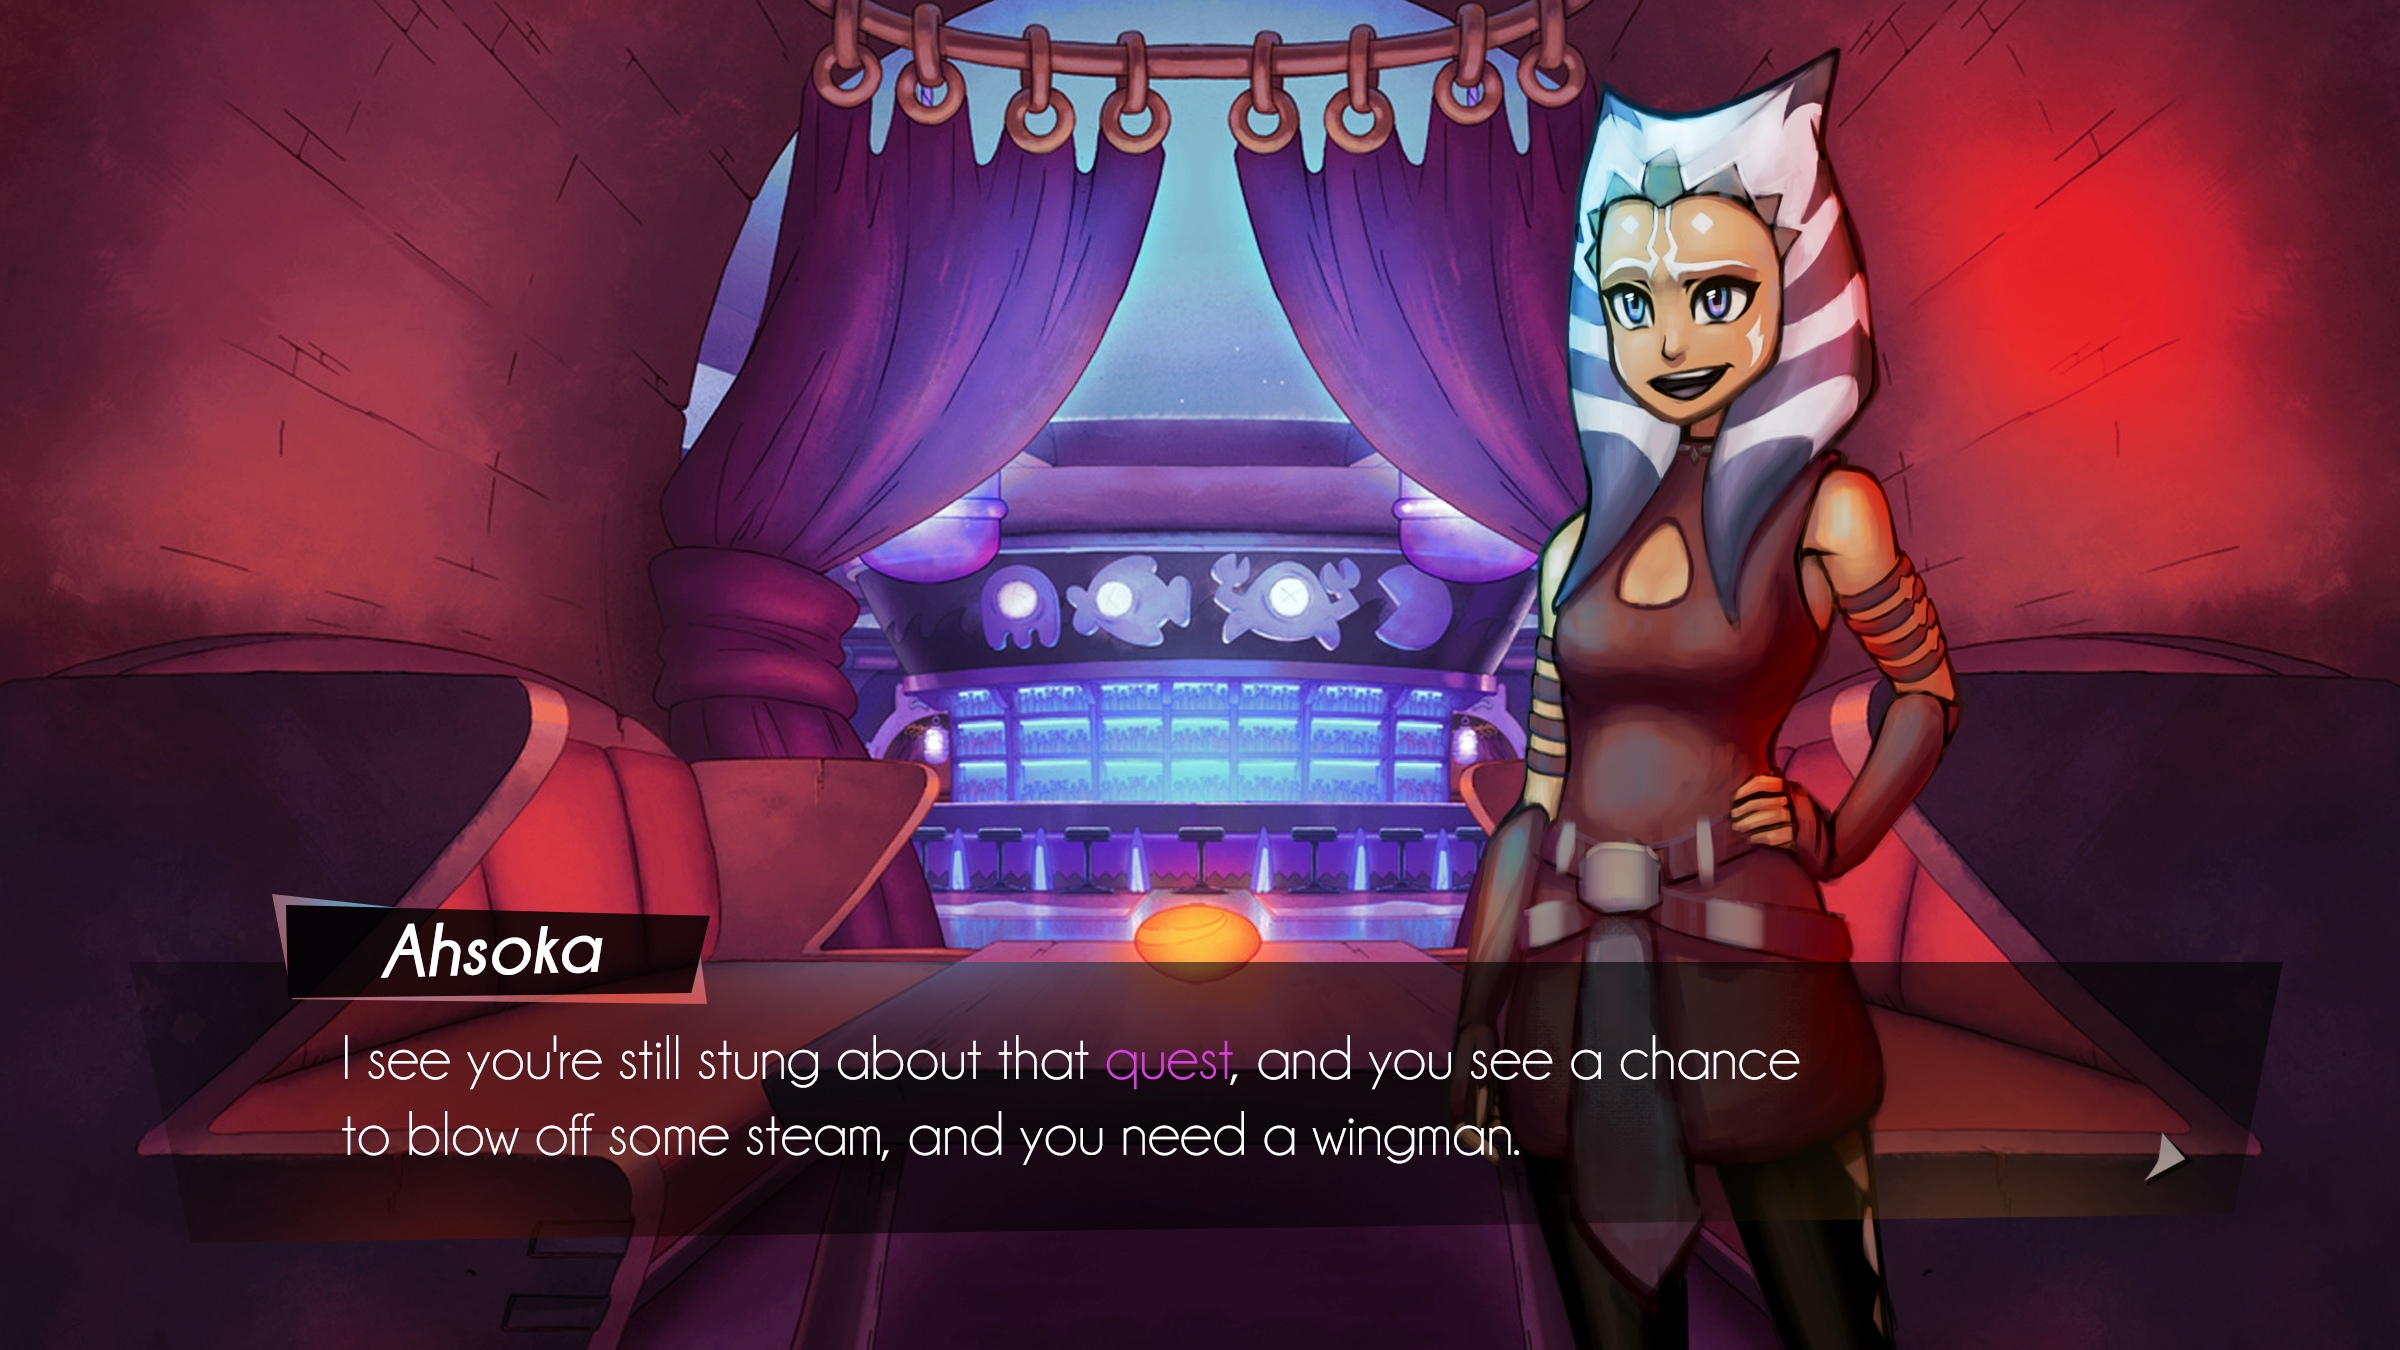 Ahsoka
I see you're still stung about that quest, and you see a chance
to blow off some steam, and you need a wingman.